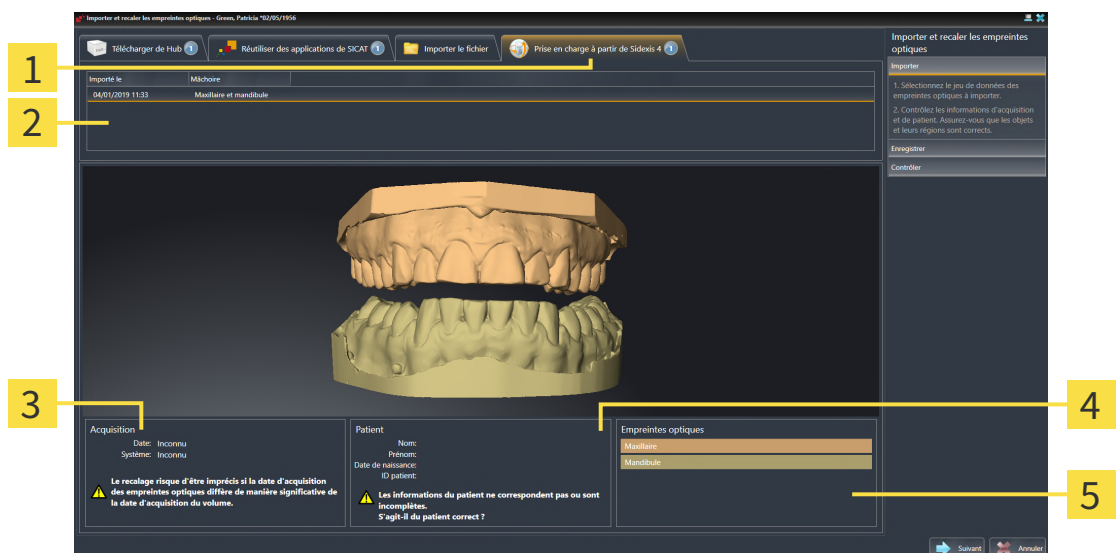 Importer et recaler les empreintes optiques - Green, Patricia *02/05/1956
Télécharger de Hub 1
Réutiliser des applications de SICAT 1
Importer le fichier
Prise en charge à partir de Sidexis 4 1
1
Importé le Mâchoire
04/01/2019 11:33 Maxillaire et mandibule
2
Importer et recaler les empreintes
optiques
Importer
1. Sélectionnez le jeu de données des
empreintes optiques à importer.
2. Contrôlez les informations d'acquisition
et de patient. Assurez-vous que les objets
et leurs régions sont corrects.
Enregistrer
Contrôler
3
Acquisition
Date: Inconnu
Système: Inconnu
Le recalage risque d'être imprécis si la date d'acquisition
des empreintes optiques diffère de manière significative de
la date d'acquisition du volume.
Patient
Nom:
Prénom:
Date de naissance:
ID patient:
Les informations du patient ne correspondent pas ou sont
incomplètes.
S'agit-il du patient correct ?
4
Empreintes optiques
Maxillaire
Mandibule
5
Suivant
Annuler